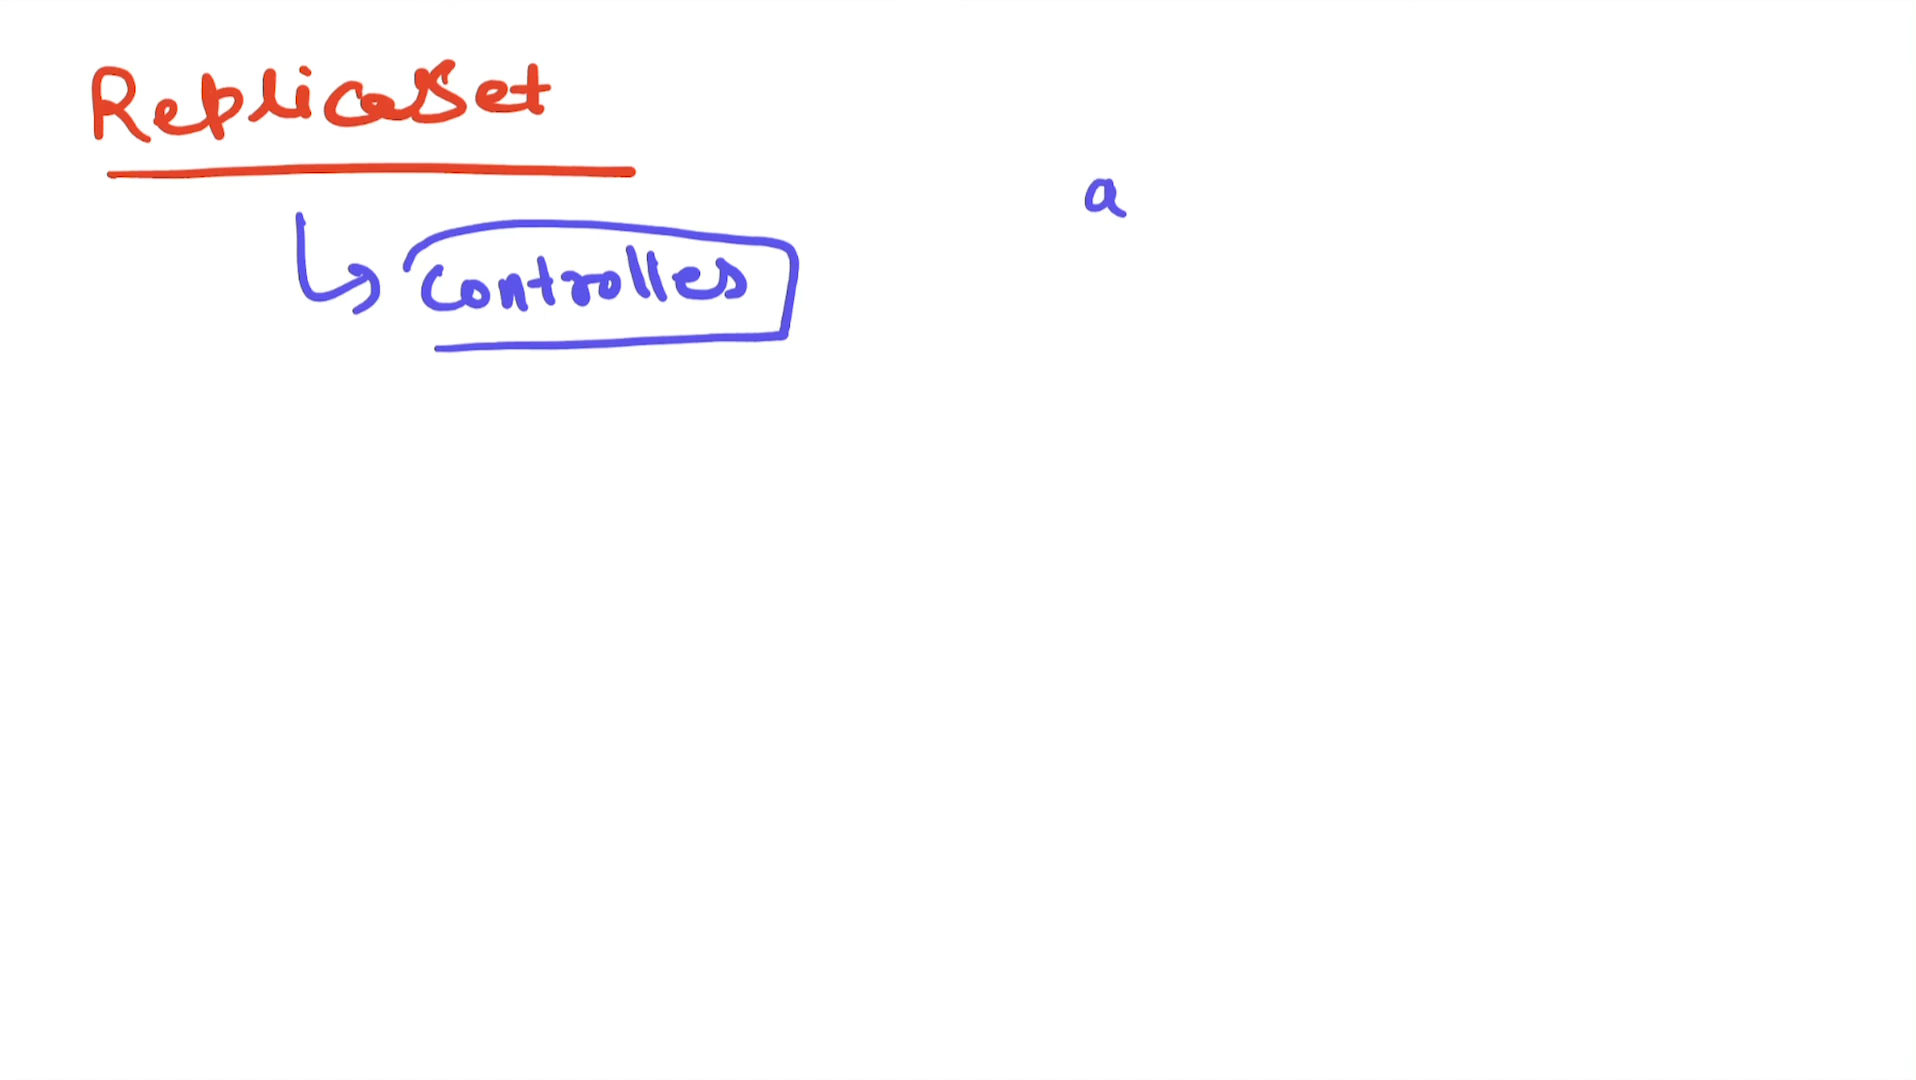 ReplicaSet
a
↳ Controller